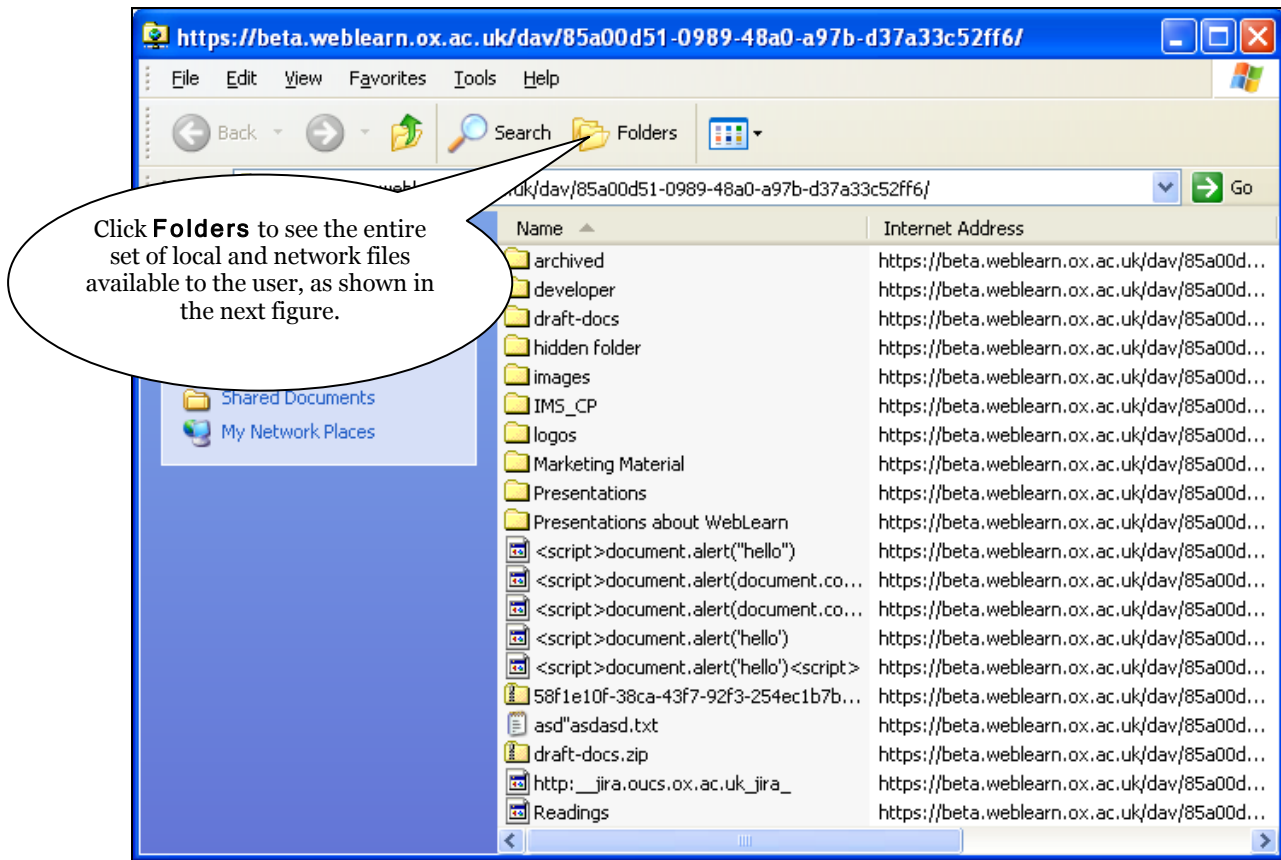 https://beta.weblearn.ox.ac.uk/dav/85a00d51-0989-48a0-a97b-d37a33c52ff6/
File Edit View Favorites Tools Help
Back Search Folders
uk/dav/85a00d51-0989-48a0-a97b-d37a33c52ff6/ Go
Click Folders to see the entire
set of local and network files
available to the user, as shown in
the next figure.
Shared Documents
My Network Places
Name Internet Address
archived https://beta.weblearn.ox.ac.uk/dav/85a00d...
developer https://beta.weblearn.ox.ac.uk/dav/85a00d...
draft-docs https://beta.weblearn.ox.ac.uk/dav/85a00d...
hidden folder https://beta.weblearn.ox.ac.uk/dav/85a00d...
images https://beta.weblearn.ox.ac.uk/dav/85a00d...
IMS_CP https://beta.weblearn.ox.ac.uk/dav/85a00d...
logos https://beta.weblearn.ox.ac.uk/dav/85a00d...
Marketing Material https://beta.weblearn.ox.ac.uk/dav/85a00d...
Presentations https://beta.weblearn.ox.ac.uk/dav/85a00d...
Presentations about WebLearn https://beta.weblearn.ox.ac.uk/dav/85a00d...
<script>document.alert("hello") https://beta.weblearn.ox.ac.uk/dav/85a00d...
<script>document.alert(document.co... https://beta.weblearn.ox.ac.uk/dav/85a00d...
<script>document.alert(document.co... https://beta.weblearn.ox.ac.uk/dav/85a00d...
<script>document.alert('hello') https://beta.weblearn.ox.ac.uk/dav/85a00d...
<script>document.alert('hello')<script> https://beta.weblearn.ox.ac.uk/dav/85a00d...
58f1e10f-38ca-43f7-92f3-254ec1b7b... https://beta.weblearn.ox.ac.uk/dav/85a00d...
asd"asdasd.txt https://beta.weblearn.ox.ac.uk/dav/85a00d...
draft-docs.zip https://beta.weblearn.ox.ac.uk/dav/85a00d...
http:__jira.oucs.ox.ac.uk_jira_ https://beta.weblearn.ox.ac.uk/dav/85a00d...
Readings https://beta.weblearn.ox.ac.uk/dav/85a00d...